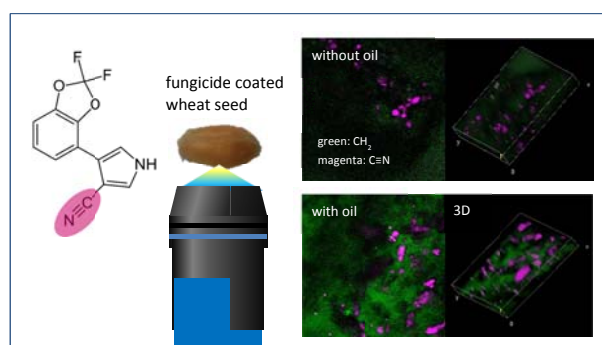 F
F
O
O
NH
N
C
fungicide coated
wheat seed
without oil
green: CH2
magenta: C≡N
with oil
3D